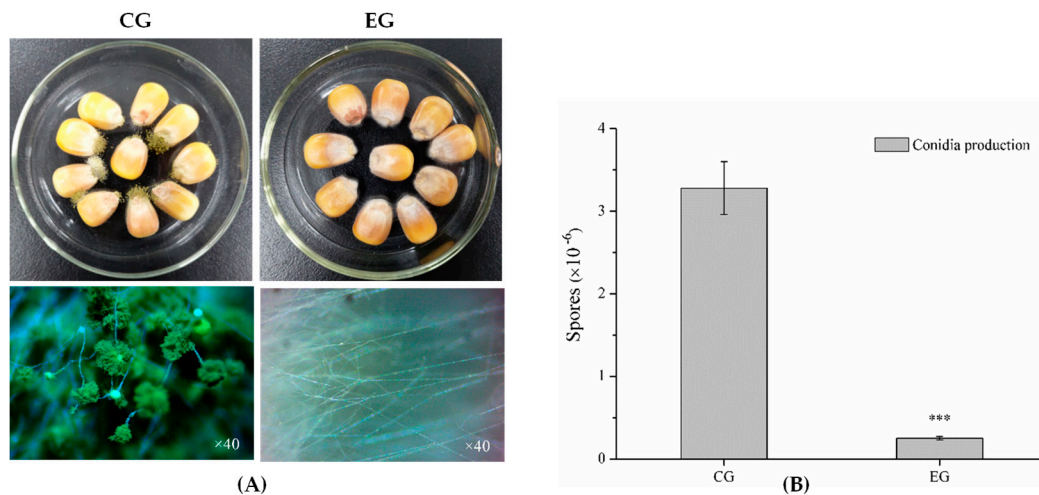 CG
EG
×40
×40
(A)
4
3
2
1
0
Spores (×10⁻⁶)
Conidia production
***
CG
EG
(B)